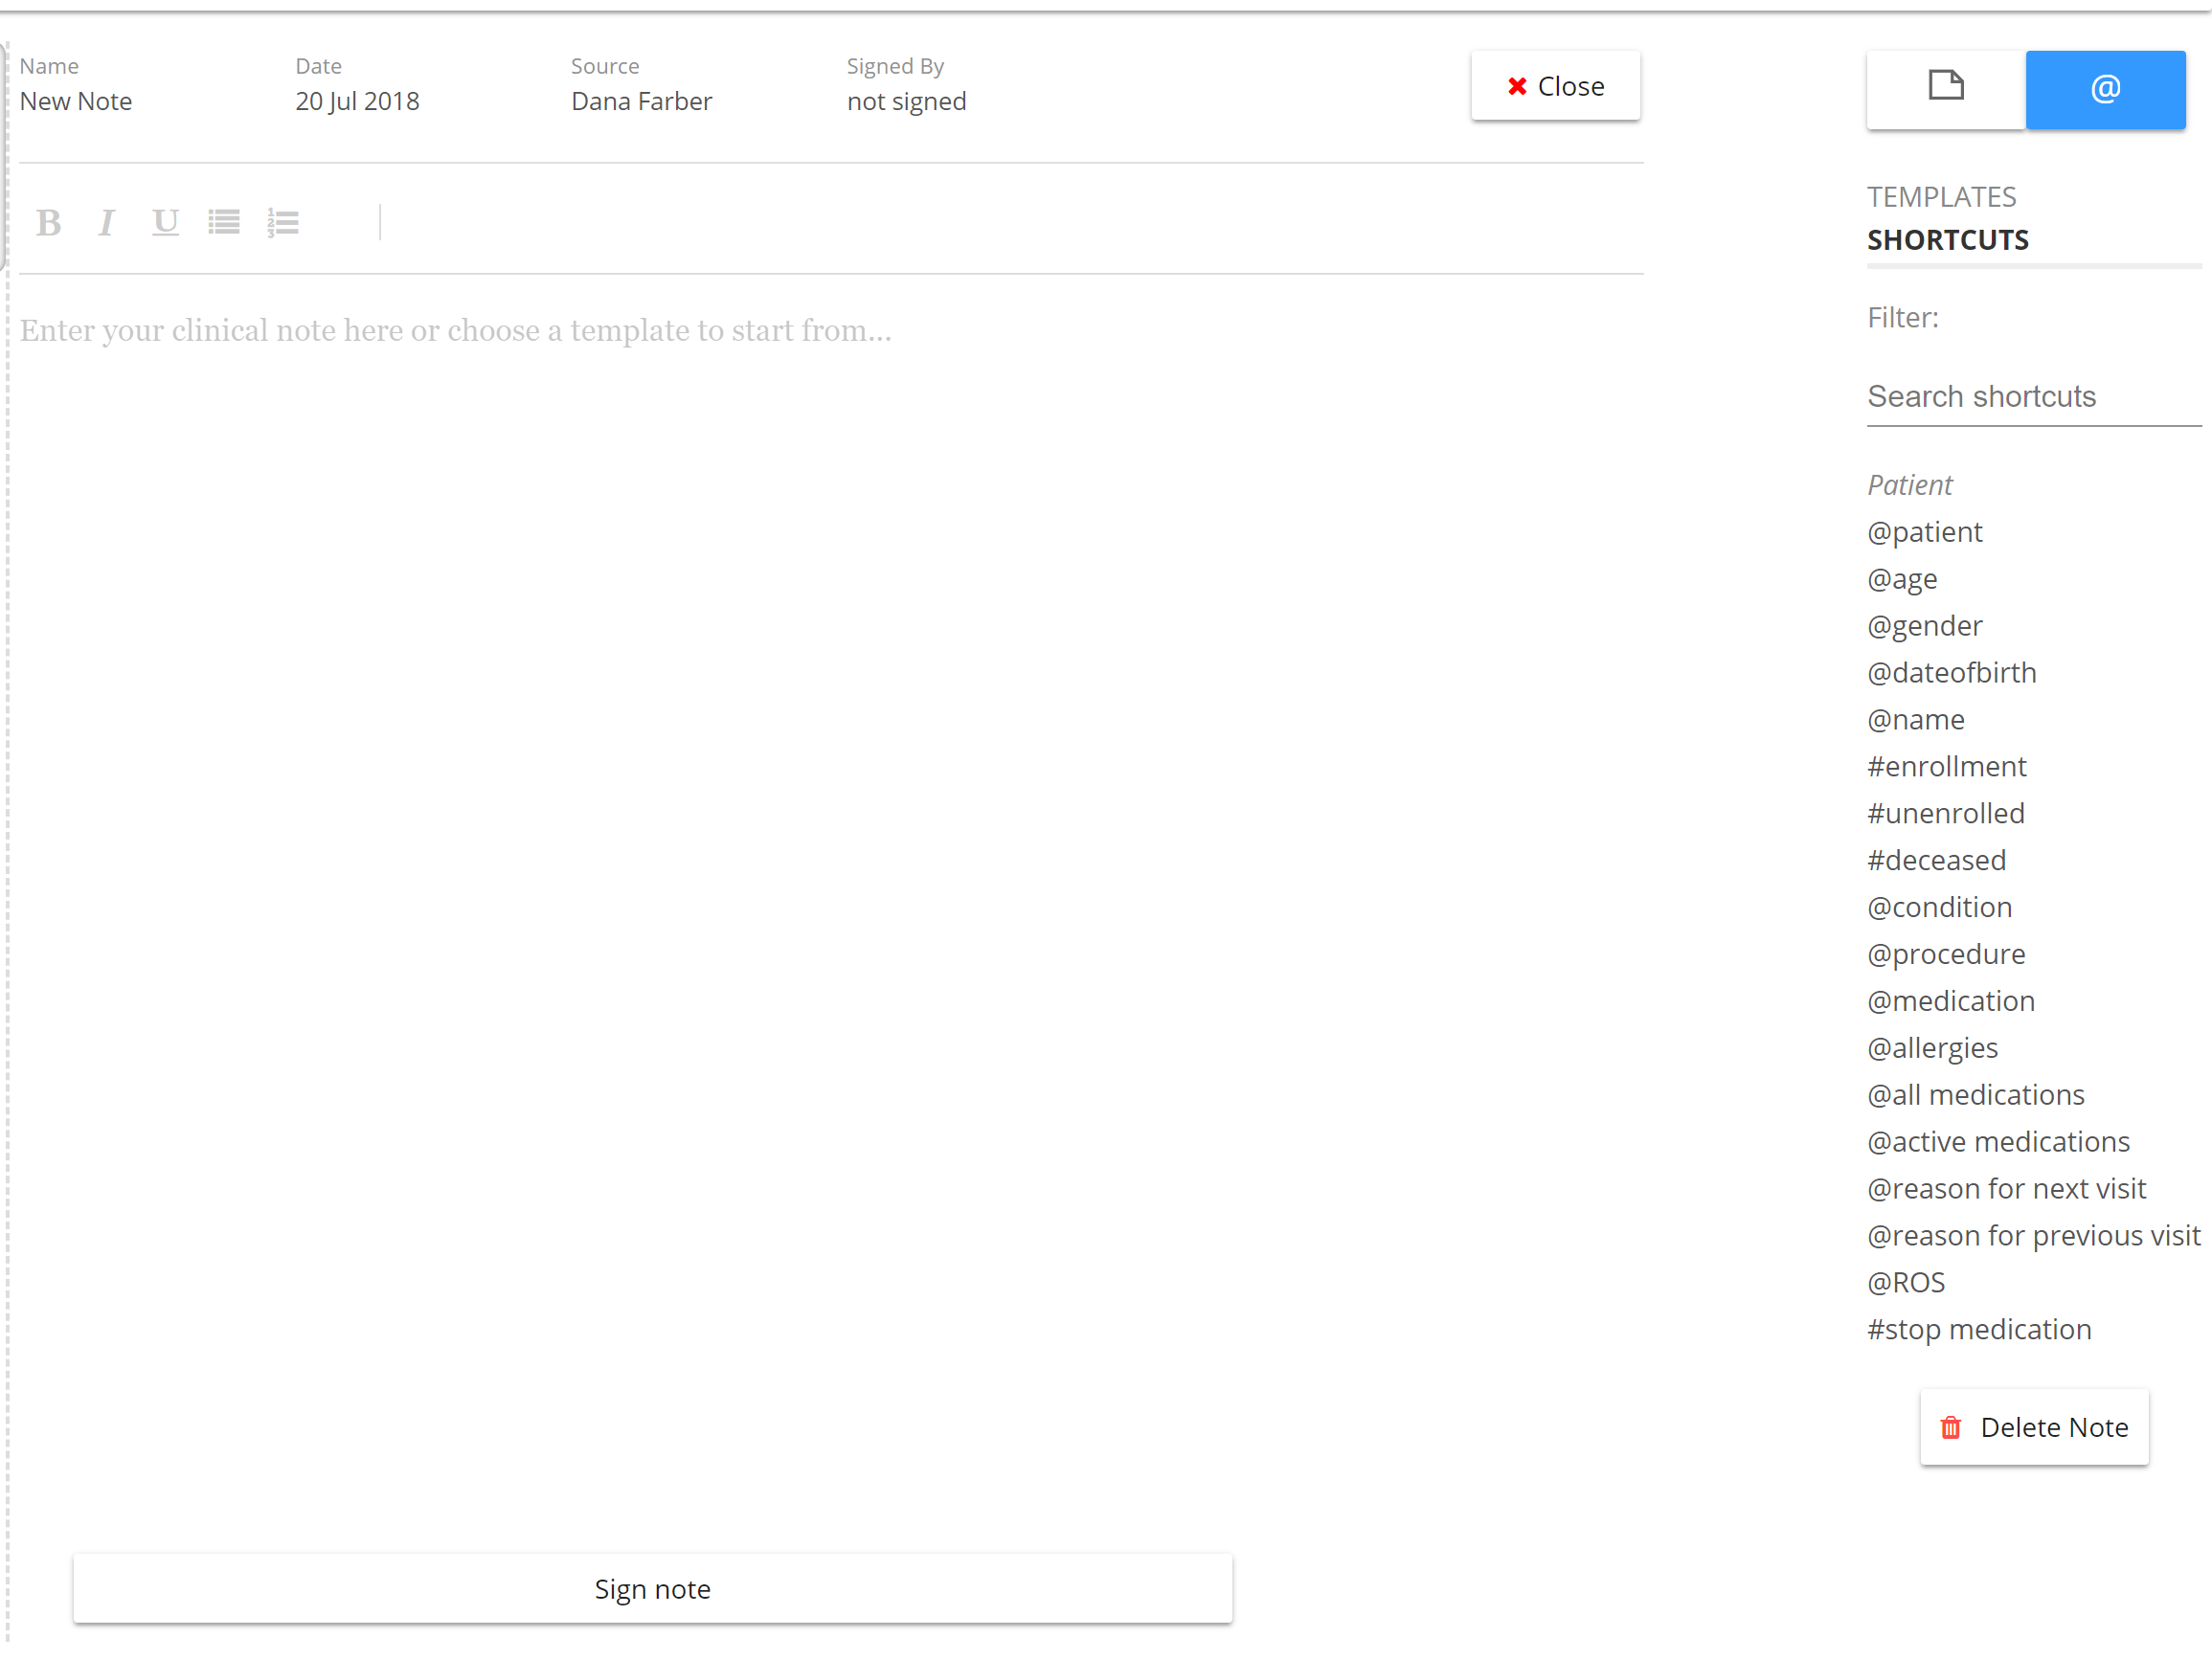 Name Date Source Signed By
New Note 20 Jul 2018 Dana Farber not signed
Close
@
B I U
Enter your clinical note here or choose a template to start from...
Sign note
TEMPLATES
SHORTCUTS
Filter:
Search shortcuts
Patient
@patient
@age
@gender
@dateofbirth
@name
#enrollment
#unenrolled
#deceased
@condition
@procedure
@medication
@allergies
@all medications
@active medications
@reason for next visit
@reason for previous visit
@ROS
#stop medication
Delete Note